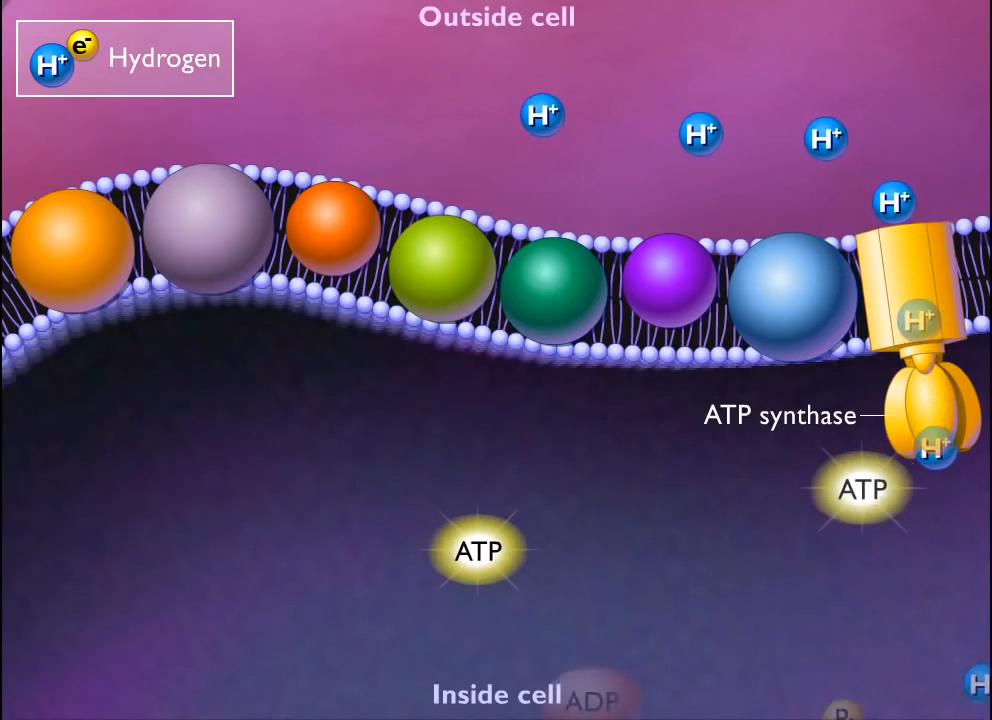 Outside cell
H+ e- Hydrogen
H+
H+
H+
H+
H+
ATP synthase
H+
ATP
ATP
Inside cell
ADP
H
P